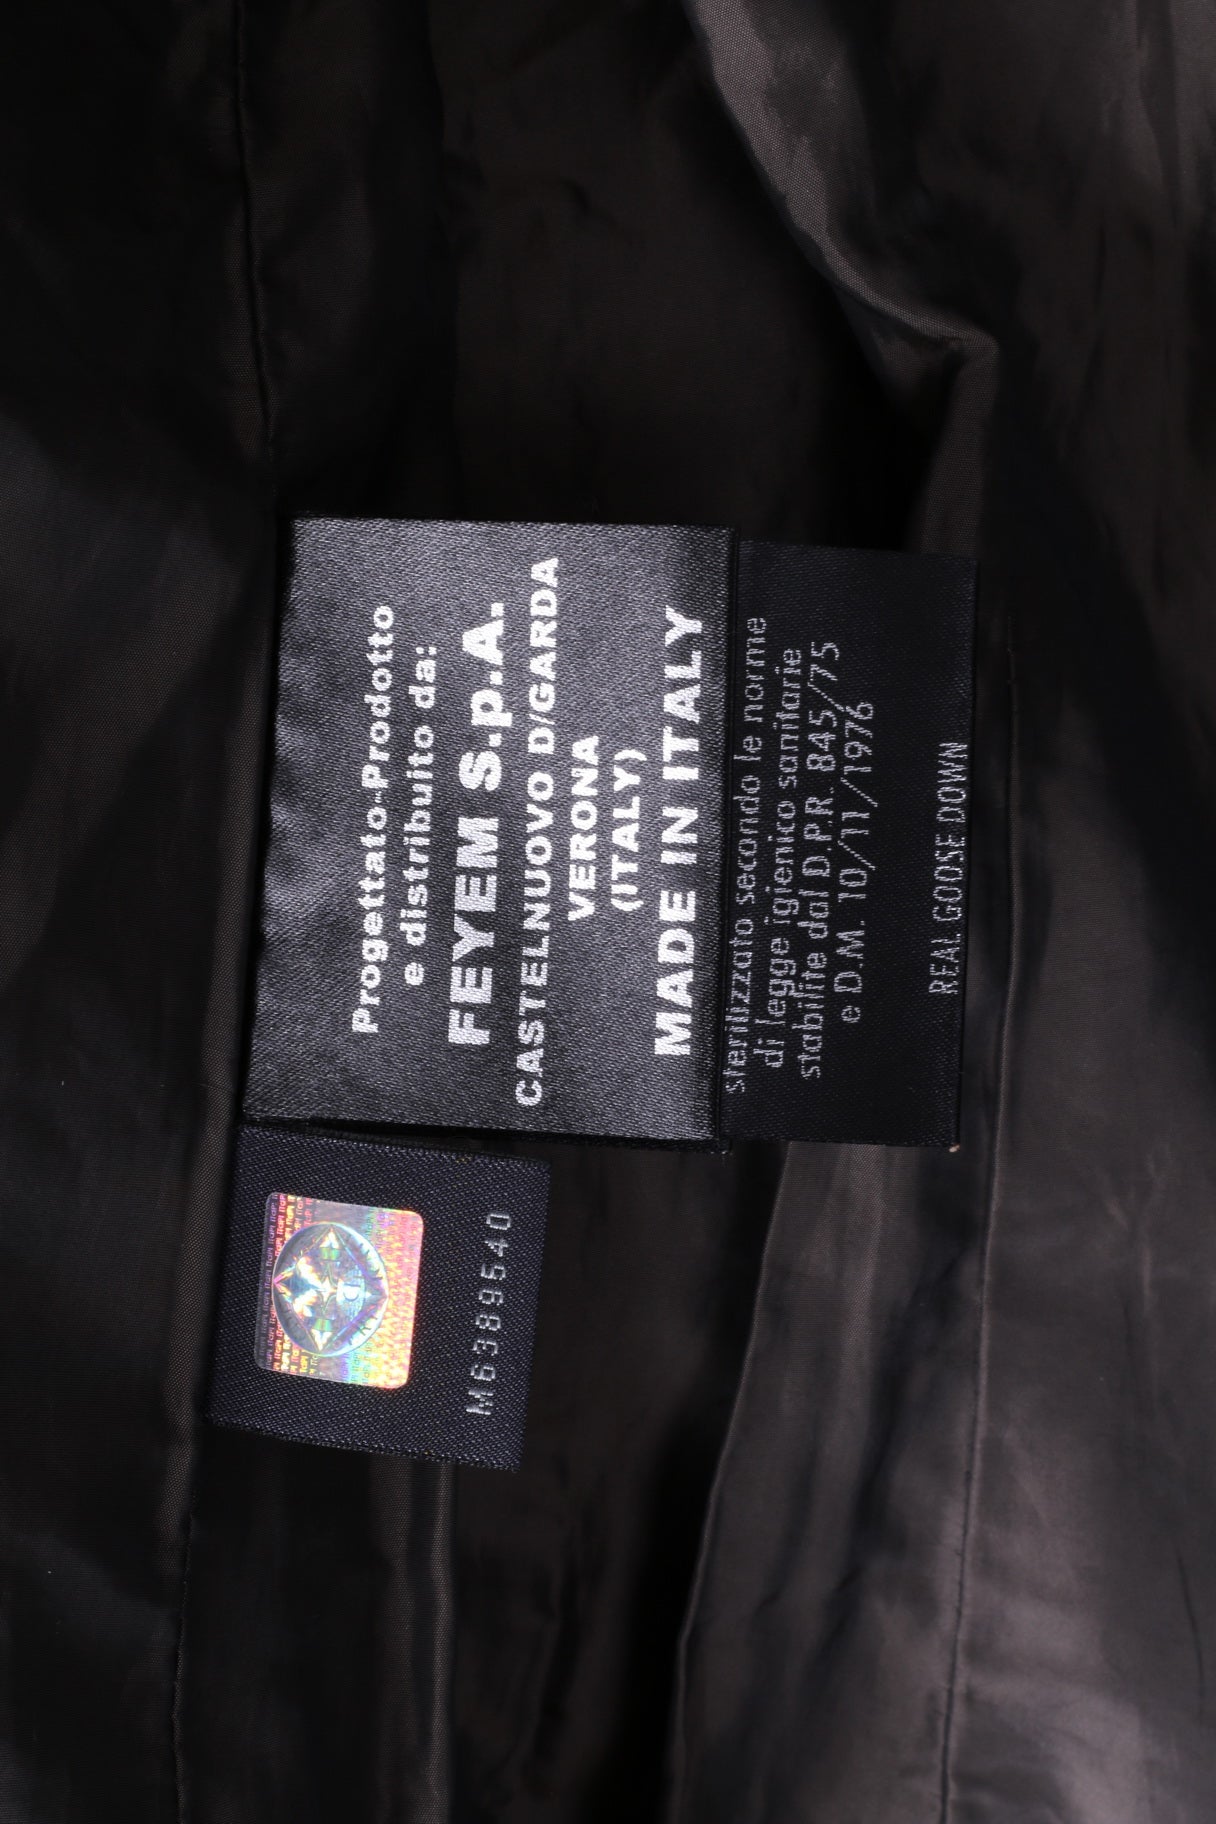 Progettato-Prodotto
e distribuito da:
FEYEM S.p.A.
CASTELNUOVO D/GARDA
VERONA
(ITALY)
MADE IN ITALY
sterilizzato secondo le norme
di legge igienico sanitarie
stabilite dal D.P.R. 845/75
e D.M. 10/11/1976
REAL GOOSE DOWN
M6389540